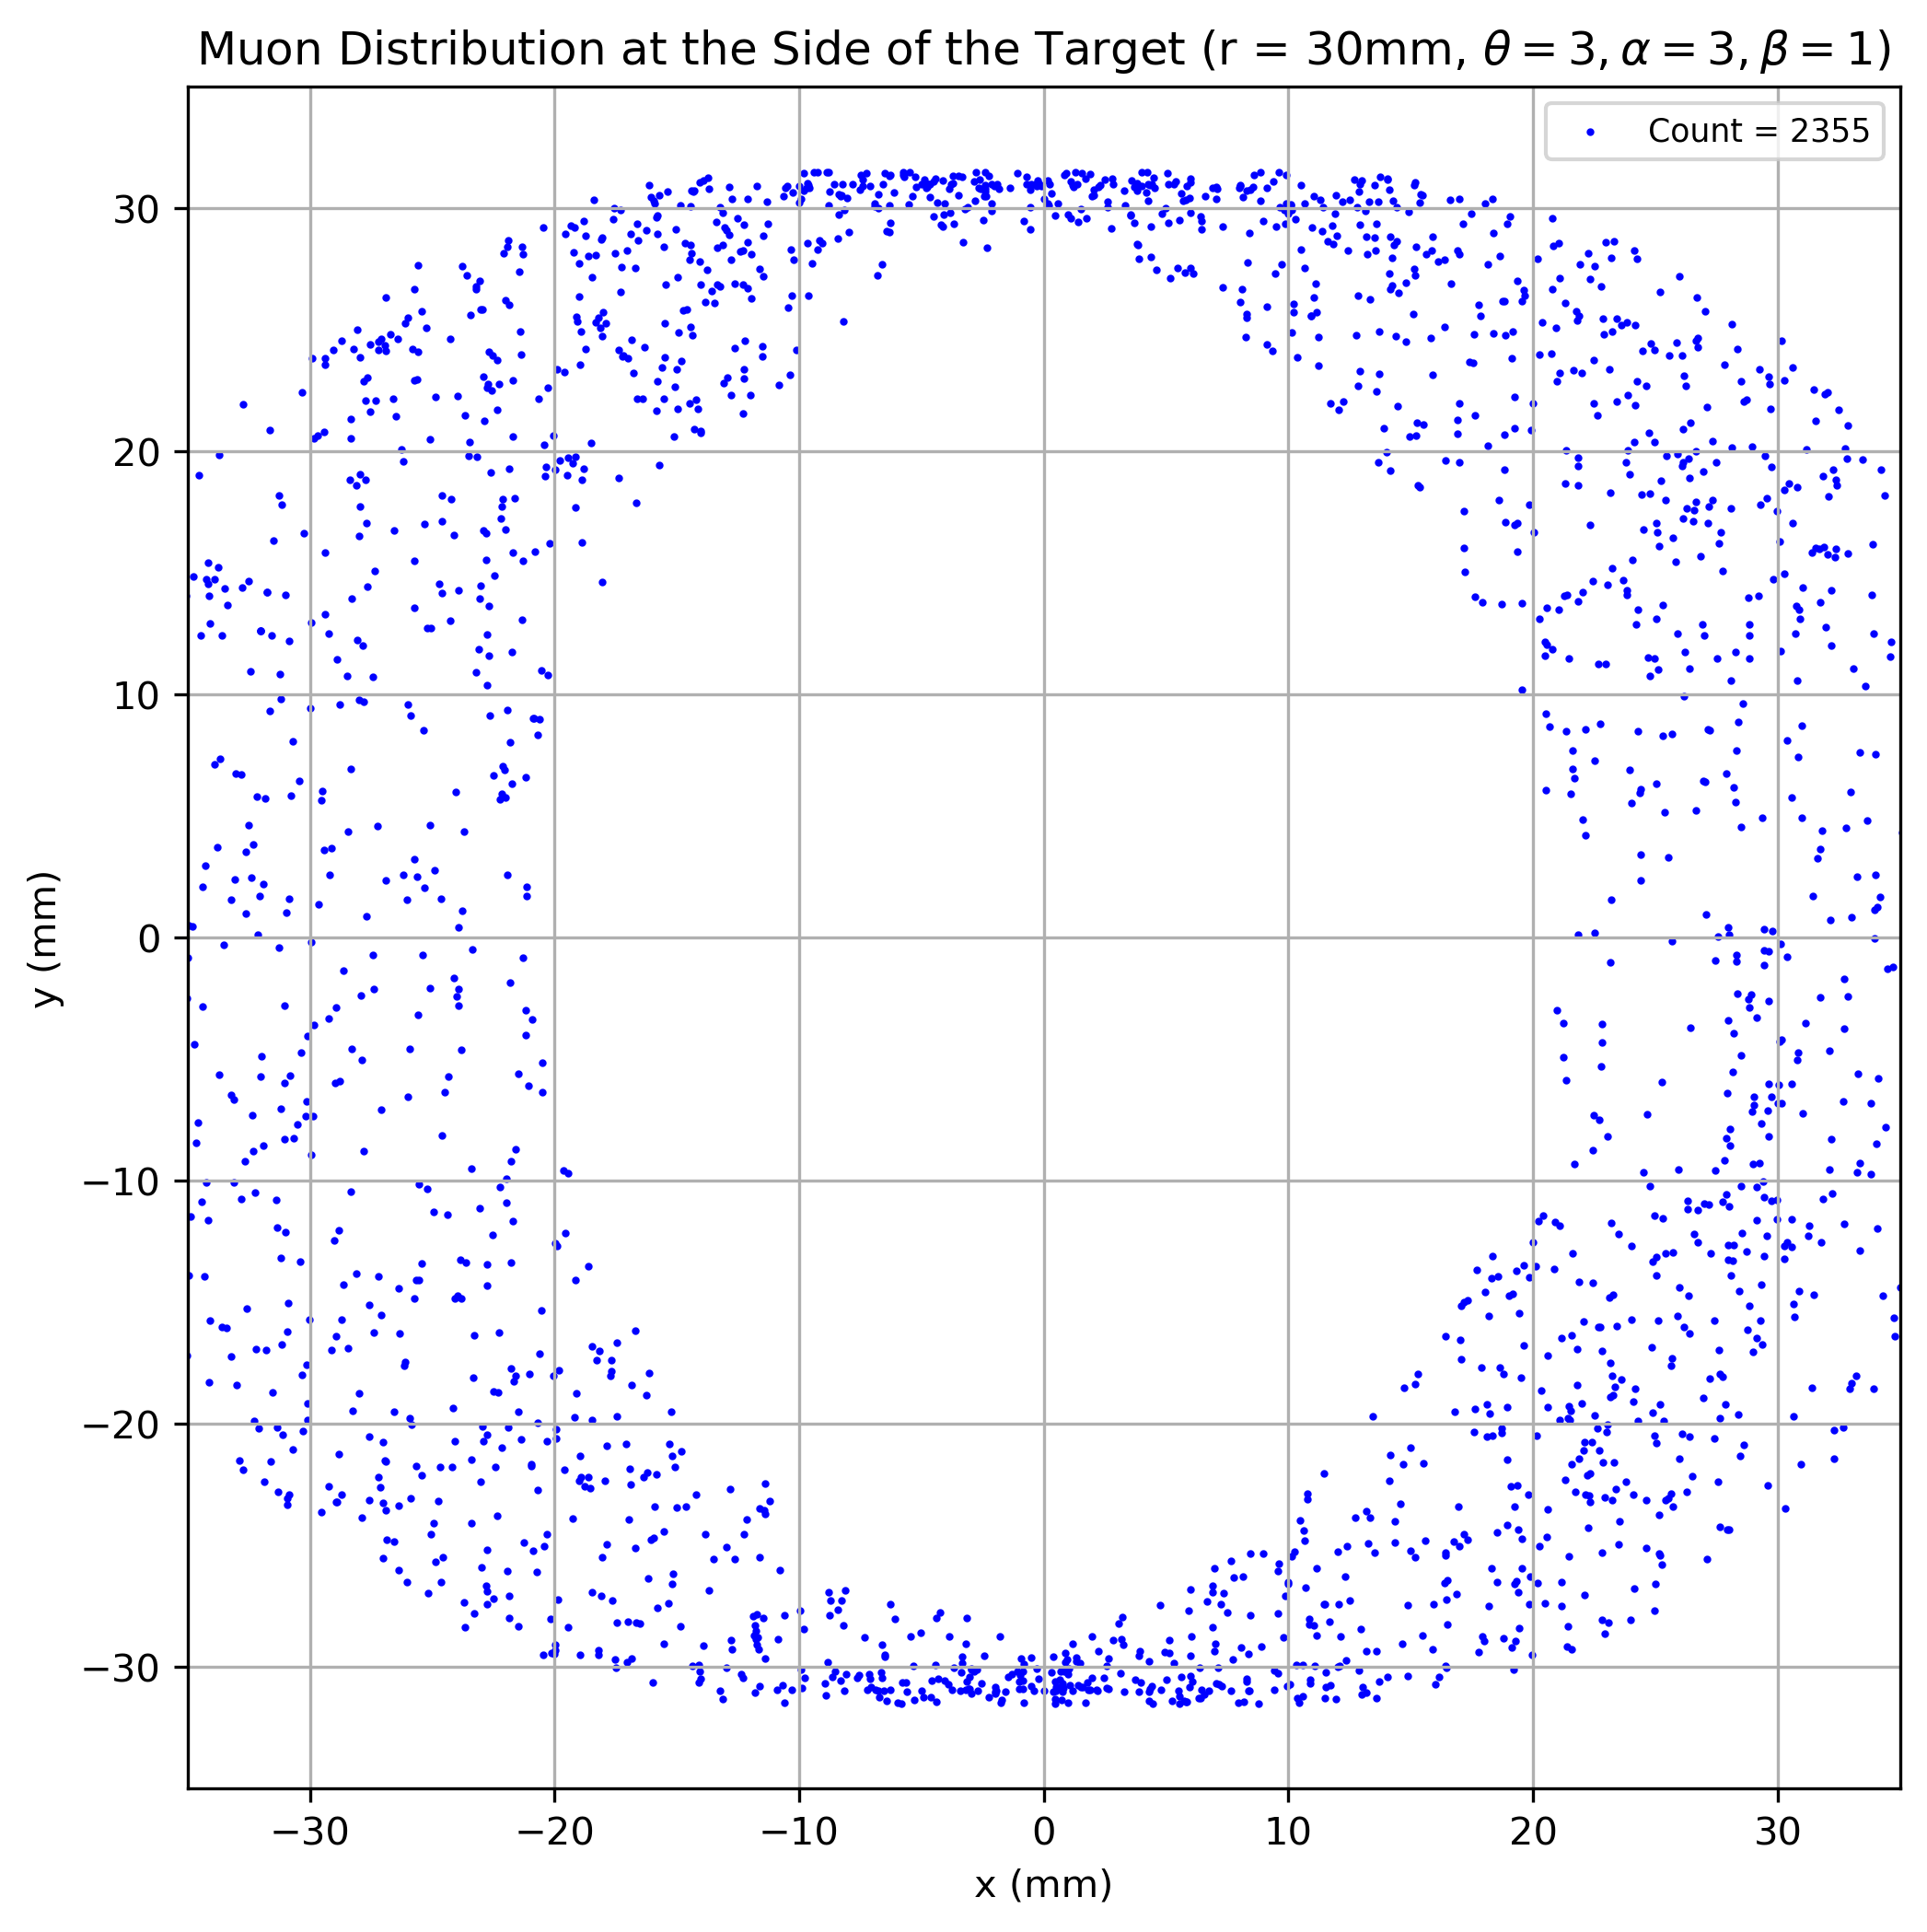 Muon Distribution at the Side of the Target (r = 30mm, θ = 3, α = 3, β = 1)
Count = 2355
30
20
10
0
−10
−20
−30
y (mm)
−30 −20 −10 0 10 20 30
x (mm)